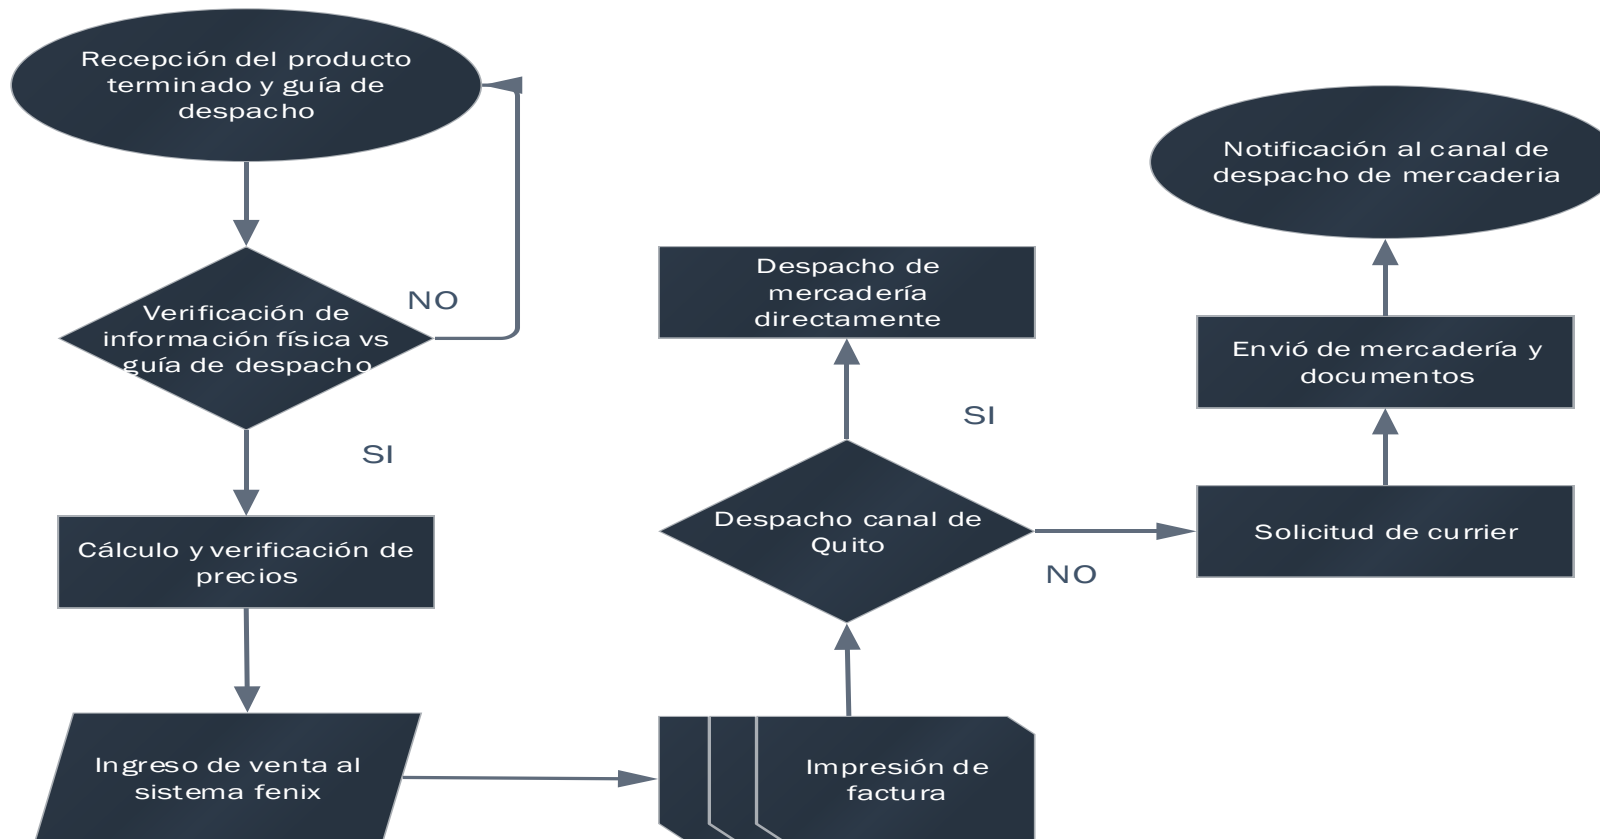 Recepción del producto
terminado y guía de
despacho
NO
Verificación de
información física vs
guía de despacho
SI
Cálculo y verificación de
precios
Ingreso de venta al
sistema fenix
Impresión de
factura
Despacho canal de
Quito
SI
Despacho de
mercadería
directamente
NO
Solicitud de currier
Envió de mercadería y
documentos
Notificación al canal de
despacho de mercaderia